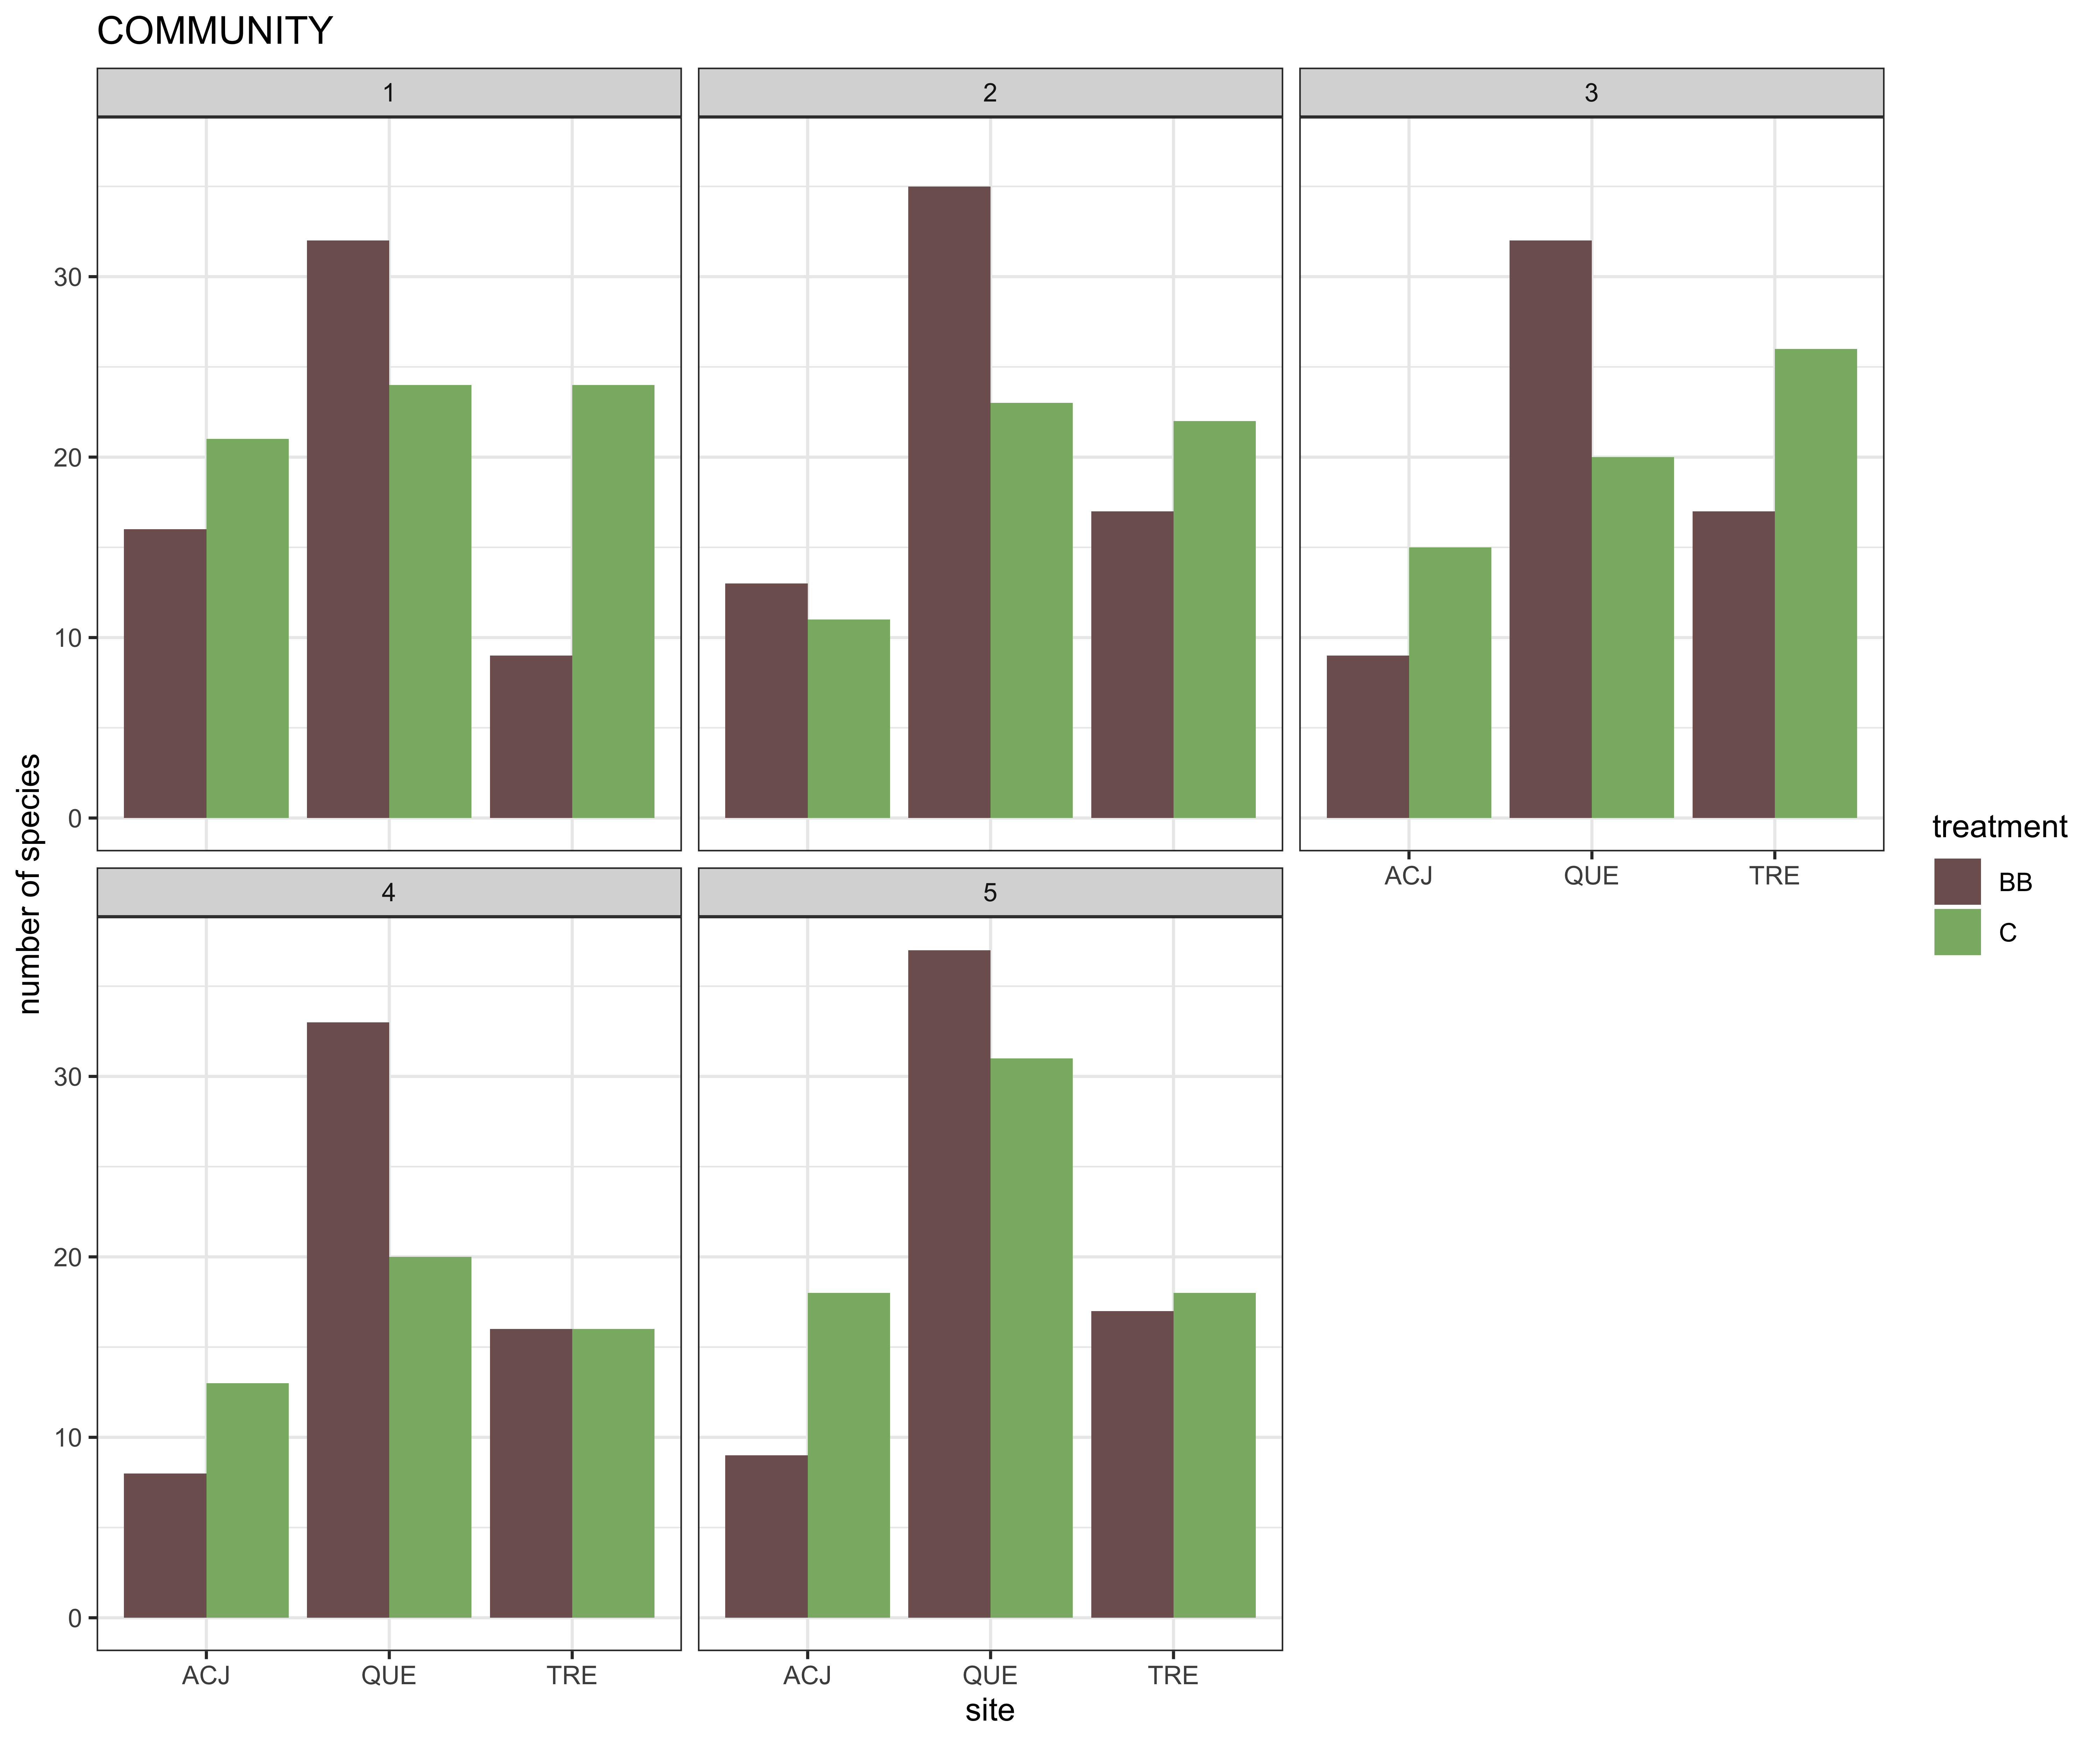 COMMUNITY
1
2
3
30
20
10
0
ACJ QUE TRE
4
5
30
20
10
0
ACJ QUE TRE
ACJ QUE TRE
site
number of species
treatment
BB
C